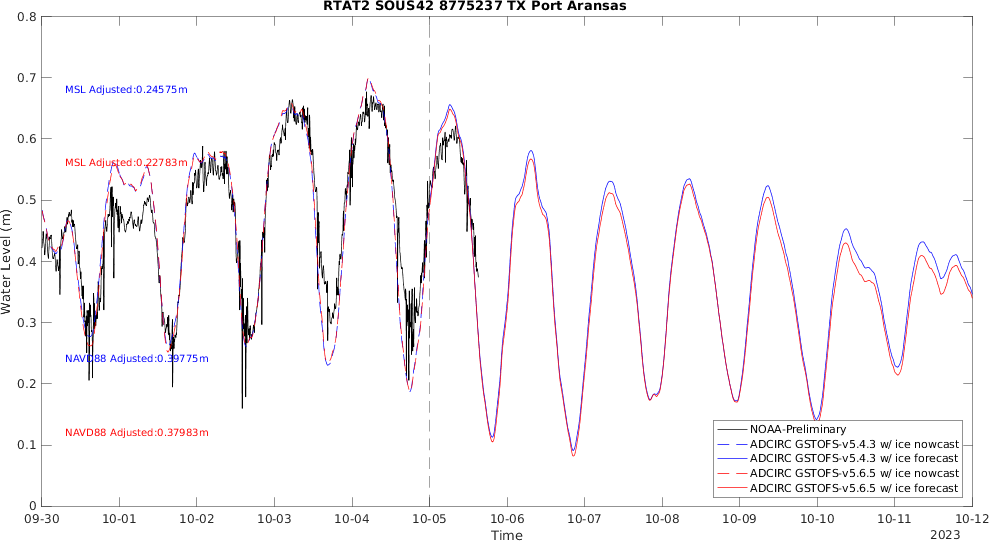 RTAT2 SOUS42 8775237 TX Port Aransas
0.8
0.7
0.6
0.5
0.4
0.3
0.2
0.1
0
Water Level (m)
MSL Adjusted:0.24575m
MSL Adjusted:0.22783m
NAVD88 Adjusted:0.39775m
NAVD88 Adjusted:0.37983m
NOAA-Preliminary
ADCIRC GSTOFS-v5.4.3 w/ ice nowcast
ADCIRC GSTOFS-v5.4.3 w/ ice forecast
ADCIRC GSTOFS-v5.6.5 w/ ice nowcast
ADCIRC GSTOFS-v5.6.5 w/ ice forecast
09-30 10-01 10-02 10-03 10-04 10-05 10-06 10-07 10-08 10-09 10-10 10-11 10-12
Time
2023